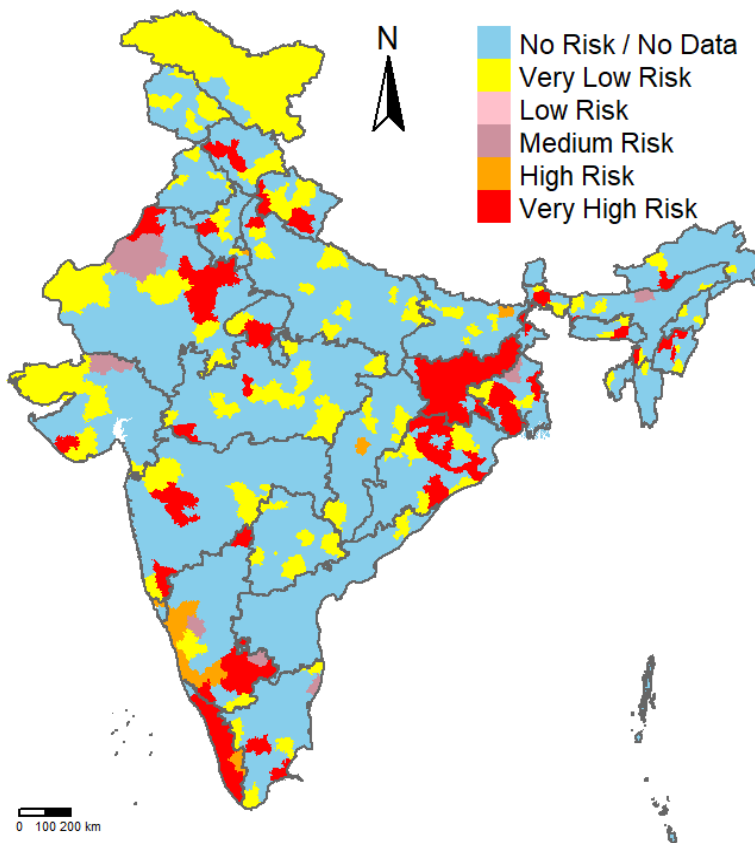 N
No Risk / No Data
Very Low Risk
Low Risk
Medium Risk
High Risk
Very High Risk
0 100 200 km